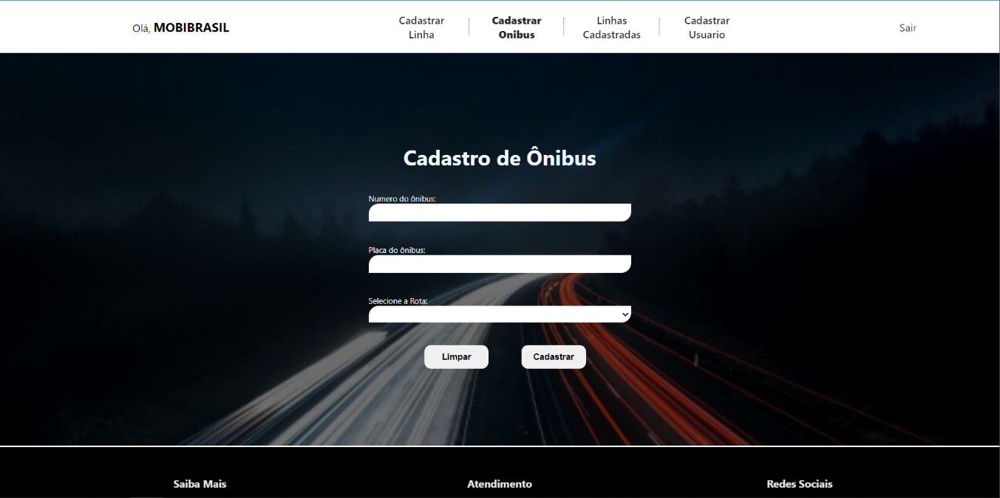 Olá, MOBIBRASIL
Cadastrar
Linha
Cadastrar
Onibus
Linhas
Cadastradas
Cadastrar
Usuario
Sair
Cadastro de Ônibus
Numero do ônibus:
Placa do ônibus:
Selecione a Rota:
Limpar
Cadastrar
Saiba Mais
Atendimento
Redes Sociais